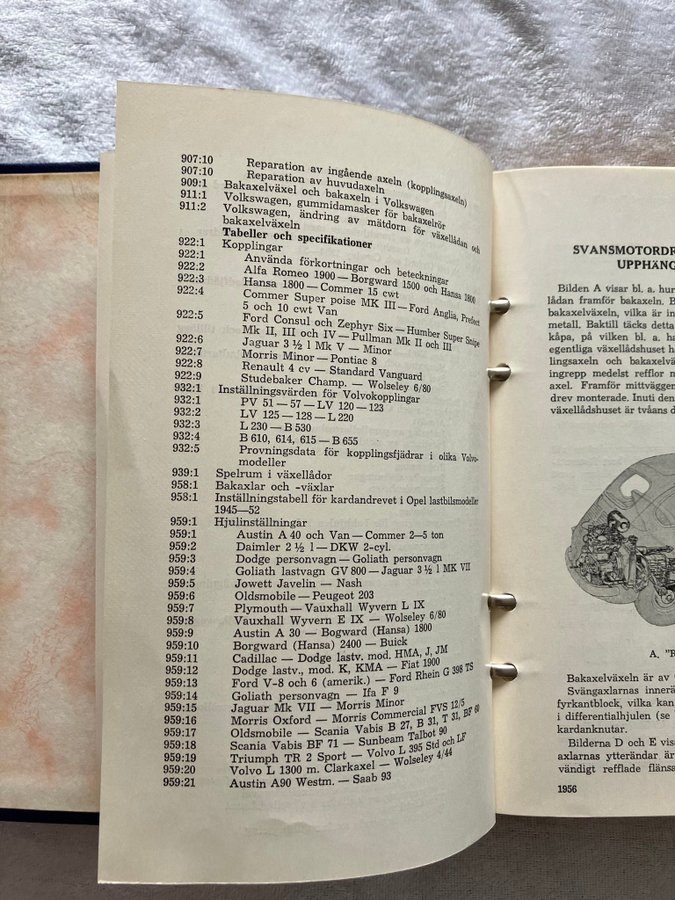 907:10 Reparation av ingående axeln (kopplingsaxeln)
907:10 Reparation av huvudaxeln
909:1 Bakaxelväxel och bakaxeln i Volkswagen
911:1 Volkswagen, gummidamasker för bakaxelrör
911:2 Volkswagen, ändring av mätdorn för växellådan och
bakaxelväxeln
Tabeller och specifikationer
922:1 Kopplingar
922:1 Använda förkortningar och beteckningar
922:2 Alfa Romeo 1900 — Borgward 1500 och Hansa 1800
922:3 Hansa 1800 — Commer 15 cwt
922:4 Commer Super poise MK III — Ford Anglia, Prefect
5 och 10 cwt Van
922:5 Ford Consul och Zephyr Six — Humber Super Snipe
Mk II, III och IV — Pullman Mk II och III
922:6 Jaguar 3 ½ l Mk V — Minor
922:7 Morris Minor — Pontiac 8
922:8 Renault 4 cv — Standard Vanguard
922:9 Studebaker Champ. — Wolseley 6/80
932:1 Inställningsvärden för Volvokopplingar
932:1 PV 51 — 57 — LV 120 — 123
932:2 LV 125 — 128 — L 220
932:3 L 230 — B 530
932:4 B 610, 614, 615 — B 655
932:5 Provningsdata för kopplingsfjädrar i olika Volvo-
modeller
939:1 Spelrum i växellådor
958:1 Bakaxlar och -växlar
958:1 Inställningstabell för kardandrevet i Opel lastbilsmodeller
1945—52
959:1 Hjulinställningar
959:1 Austin A 40 och Van — Commer 2—5 ton
959:2 Daimler 2 ½ l — DKW 2-cyl.
959:3 Dodge personvagn — Goliath personvagn
959:4 Goliath lastvagn GV 800 — Jaguar 3 ½ l MK VII
959:5 Jowett Javelin — Nash
959:6 Oldsmobile — Peugeot 203
959:7 Plymouth — Vauxhall Wyvern L IX
959:8 Vauxhall Wyvern E IX — Wolseley 6/80
959:9 Austin A 30 — Bogward (Hansa) 1800
959:10 Borgward (Hansa) 2400 — Buick
959:11 Cadillac — Dodge lastv. mod. HMA, J, JM
959:12 Dodge lastv., mod. K, KMA — Fiat 1900
959:13 Ford V-8 och 6 (amerik.) — Ford Rhein G 398 TS
959:14 Goliath personvagn — Ifa F 9
959:15 Jaguar Mk VII — Morris Minor
959:16 Morris Oxford — Morris Commercial FVS 12/5
959:17 Oldsmobile — Scania Vabis B 27, B 31, T 31, BF 60
959:18 Scania Vabis BF 71 — Sunbeam Talbot 90
959:19 Triumph TR 2 Sport — Volvo L 395 Std och LF
959:20 Volvo L 1300 m. Clarkaxel — Wolseley 4/44
959:21 Austin A90 Westm. — Saab 93
SVANSMOTORDR
UPPHÄNG
Bilden A visar bl. a. hur
lådan framför bakaxeln. B
bakaxelväxeln, vilka är in
metall. Baktill täcks detta
kåpa, på vilken bl. a. ha
egentliga växellådshuset h
lingsaxeln och bakaxelvä
ingrepp medelst refflor m
axel. Framför mittväggen
drev monterade. Inuti den
växellådshuset är tvåans d
A. "R
Bakaxelväxeln är av
Svängaxlarnas innerä
fyrkantblock, vilka kan
i differentialhjulen (se
kardanknutar.
Bilderna D och E vis
axlarnas ytterändar är
vändigt refflade fläns
1956